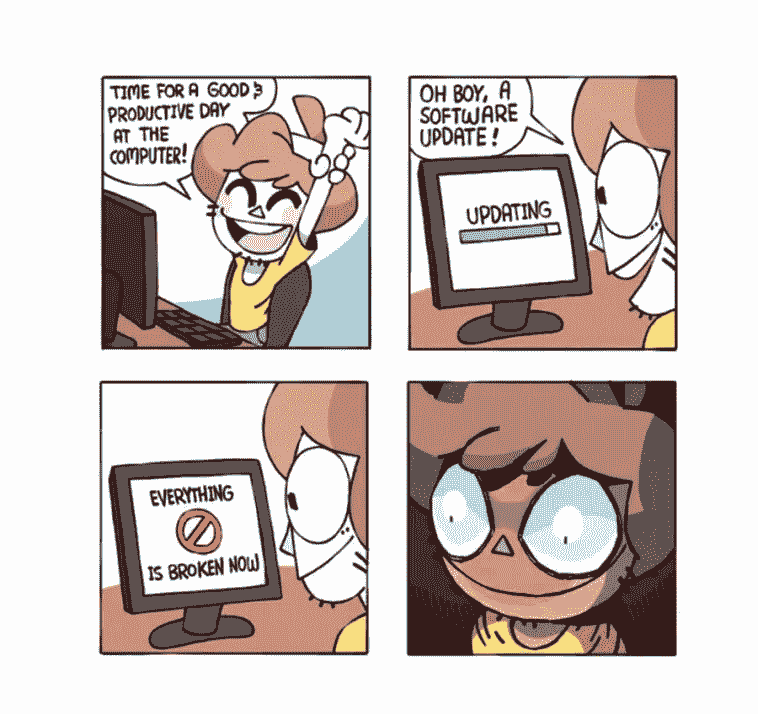 TIME FOR A GOOD &
PRODUCTIVE DAY
AT THE
COMPUTER!
OH BOY, A
SOFTWARE
UPDATE!
UPDATING
EVERYTHING
IS BROKEN NOW